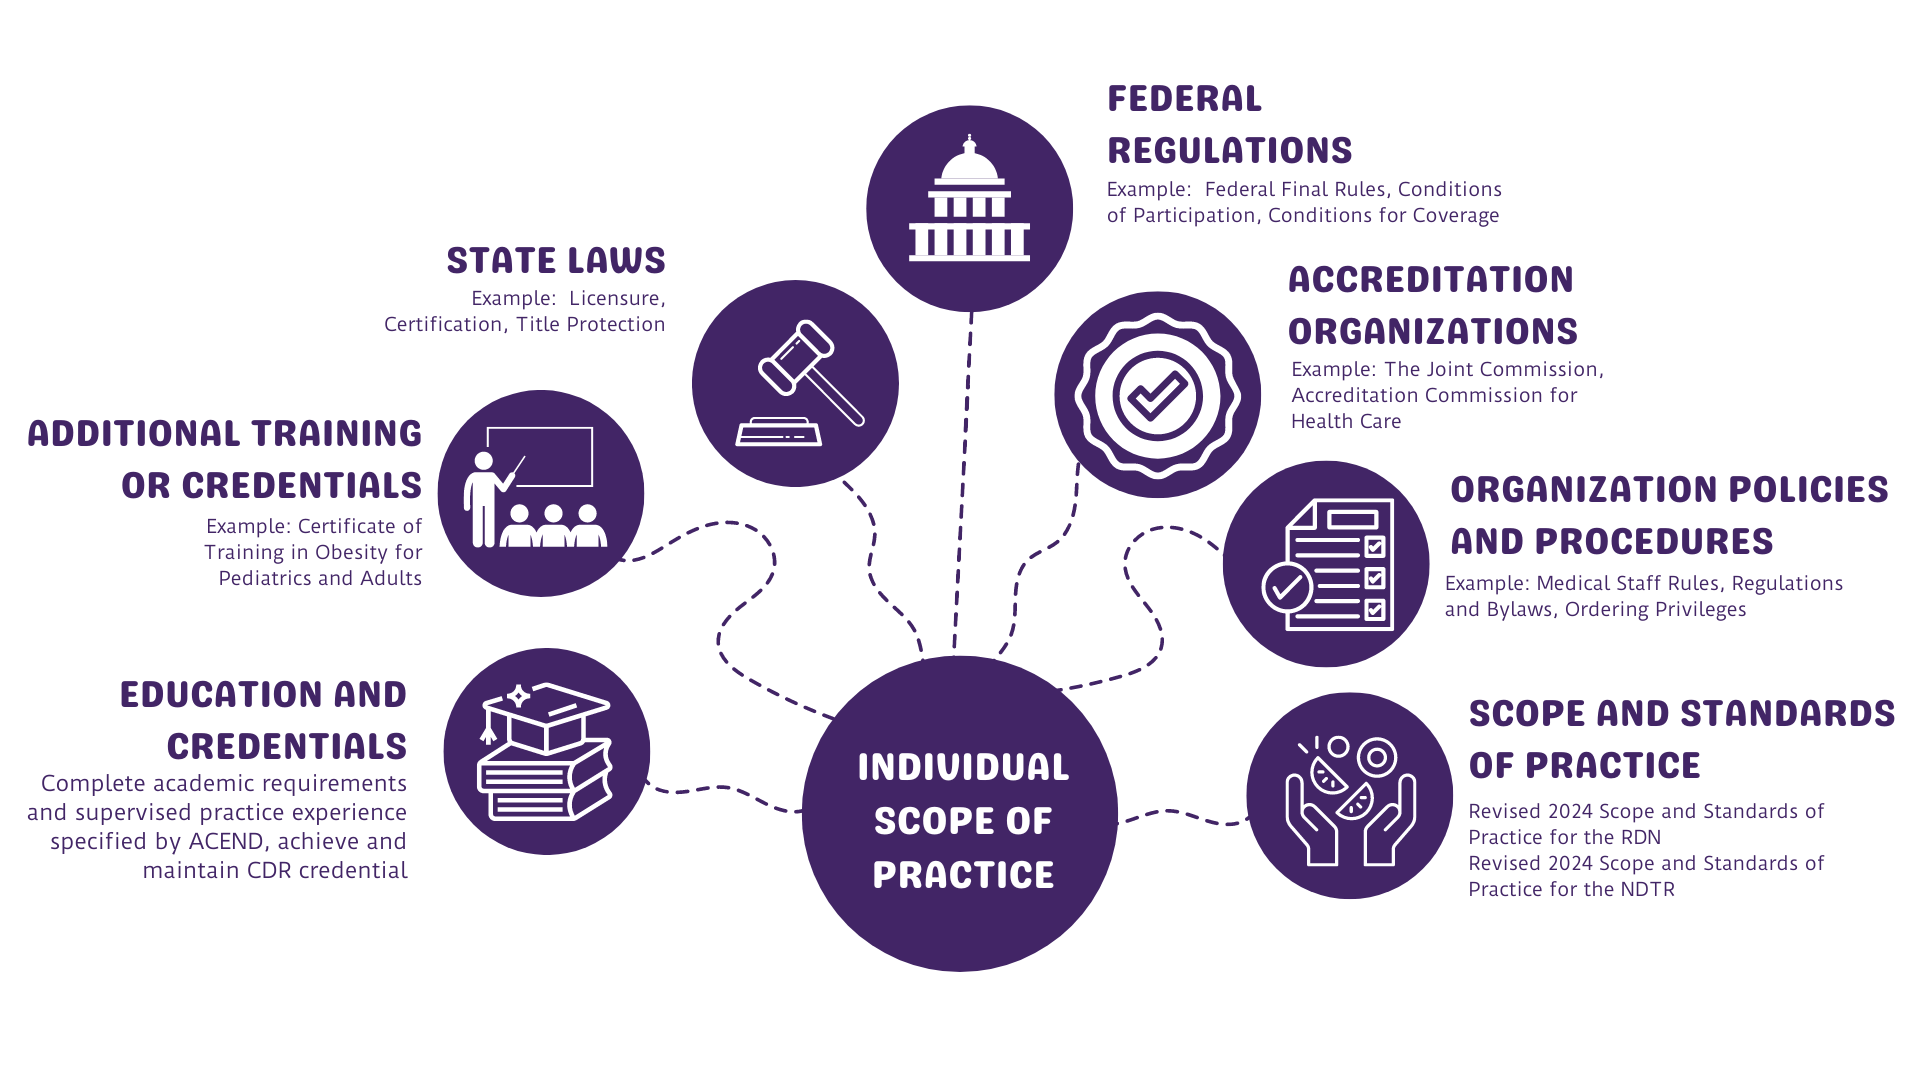 FEDERAL
REGULATIONS
Example:  Federal Final Rules, Conditions
of Participation, Conditions for Coverage
STATE LAWS
Example:  Licensure,
Certification, Title Protection
ACCREDITATION
ORGANIZATIONS
Example: The Joint Commission,
Accreditation Commission for
Health Care
ADDITIONAL TRAINING
OR CREDENTIALS
Example: Certificate of
Training in Obesity for
Pediatrics and Adults
ORGANIZATION POLICIES
AND PROCEDURES
Example: Medical Staff Rules, Regulations
and Bylaws, Ordering Privileges
EDUCATION AND
CREDENTIALS
Complete academic requirements
and supervised practice experience
specified by ACEND, achieve and
maintain CDR credential
SCOPE AND STANDARDS
OF PRACTICE
Revised 2024 Scope and Standards of
Practice for the RDN
Revised 2024 Scope and Standards of
Practice for the NDTR
INDIVIDUAL
SCOPE OF
PRACTICE